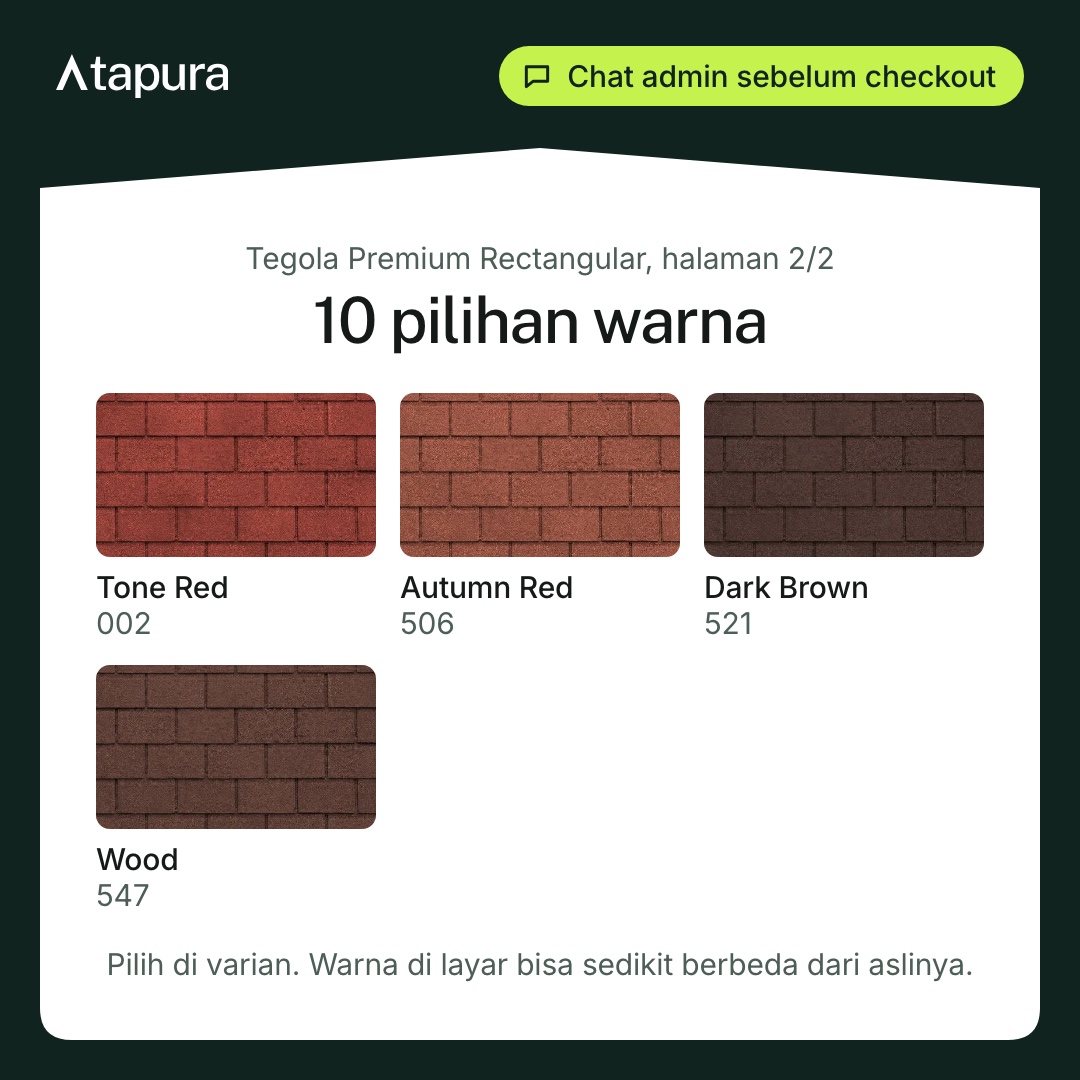 Atapura
Chat admin sebelum checkout
Tegola Premium Rectangular, halaman 2/2
10 pilihan warna
Tone Red
002
Autumn Red
506
Dark Brown
521
Wood
547
Pilih di varian. Warna di layar bisa sedikit berbeda dari aslinya.